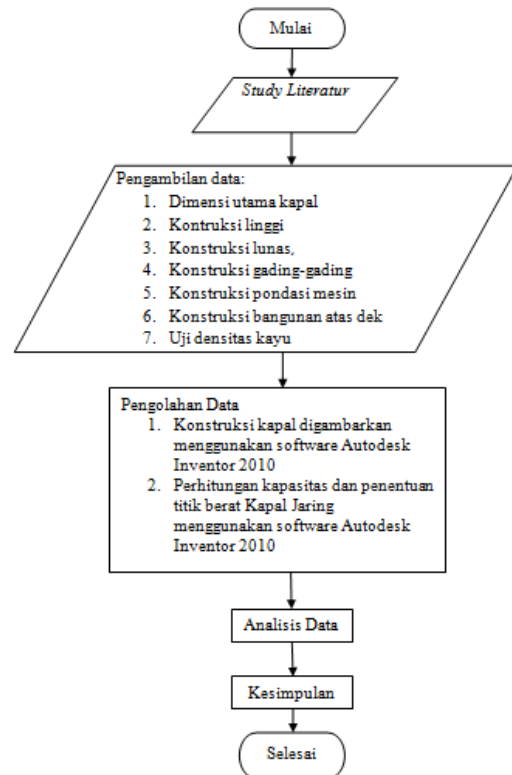 Mulai
Study Literatur
Pengambilan data:
1. Dimensi utama kapal
2. Kontruksi linggi
3. Konstruksi lunas,
4. Konstruksi gading-gading
5. Konstruksi pondasi mesin
6. Konstruksi bangunan atas dek
7. Uji densitas kayu
Pengolahan Data
1. Konstruksi kapal digambarkan
menggunakan software Autodesk
Inventor 2010
2. Perhitungan kapasitas dan penentuan
titik berat Kapal Jaring
menggunakan software Autodesk
Inventor 2010
Analisis Data
Kesimpulan
Selesai